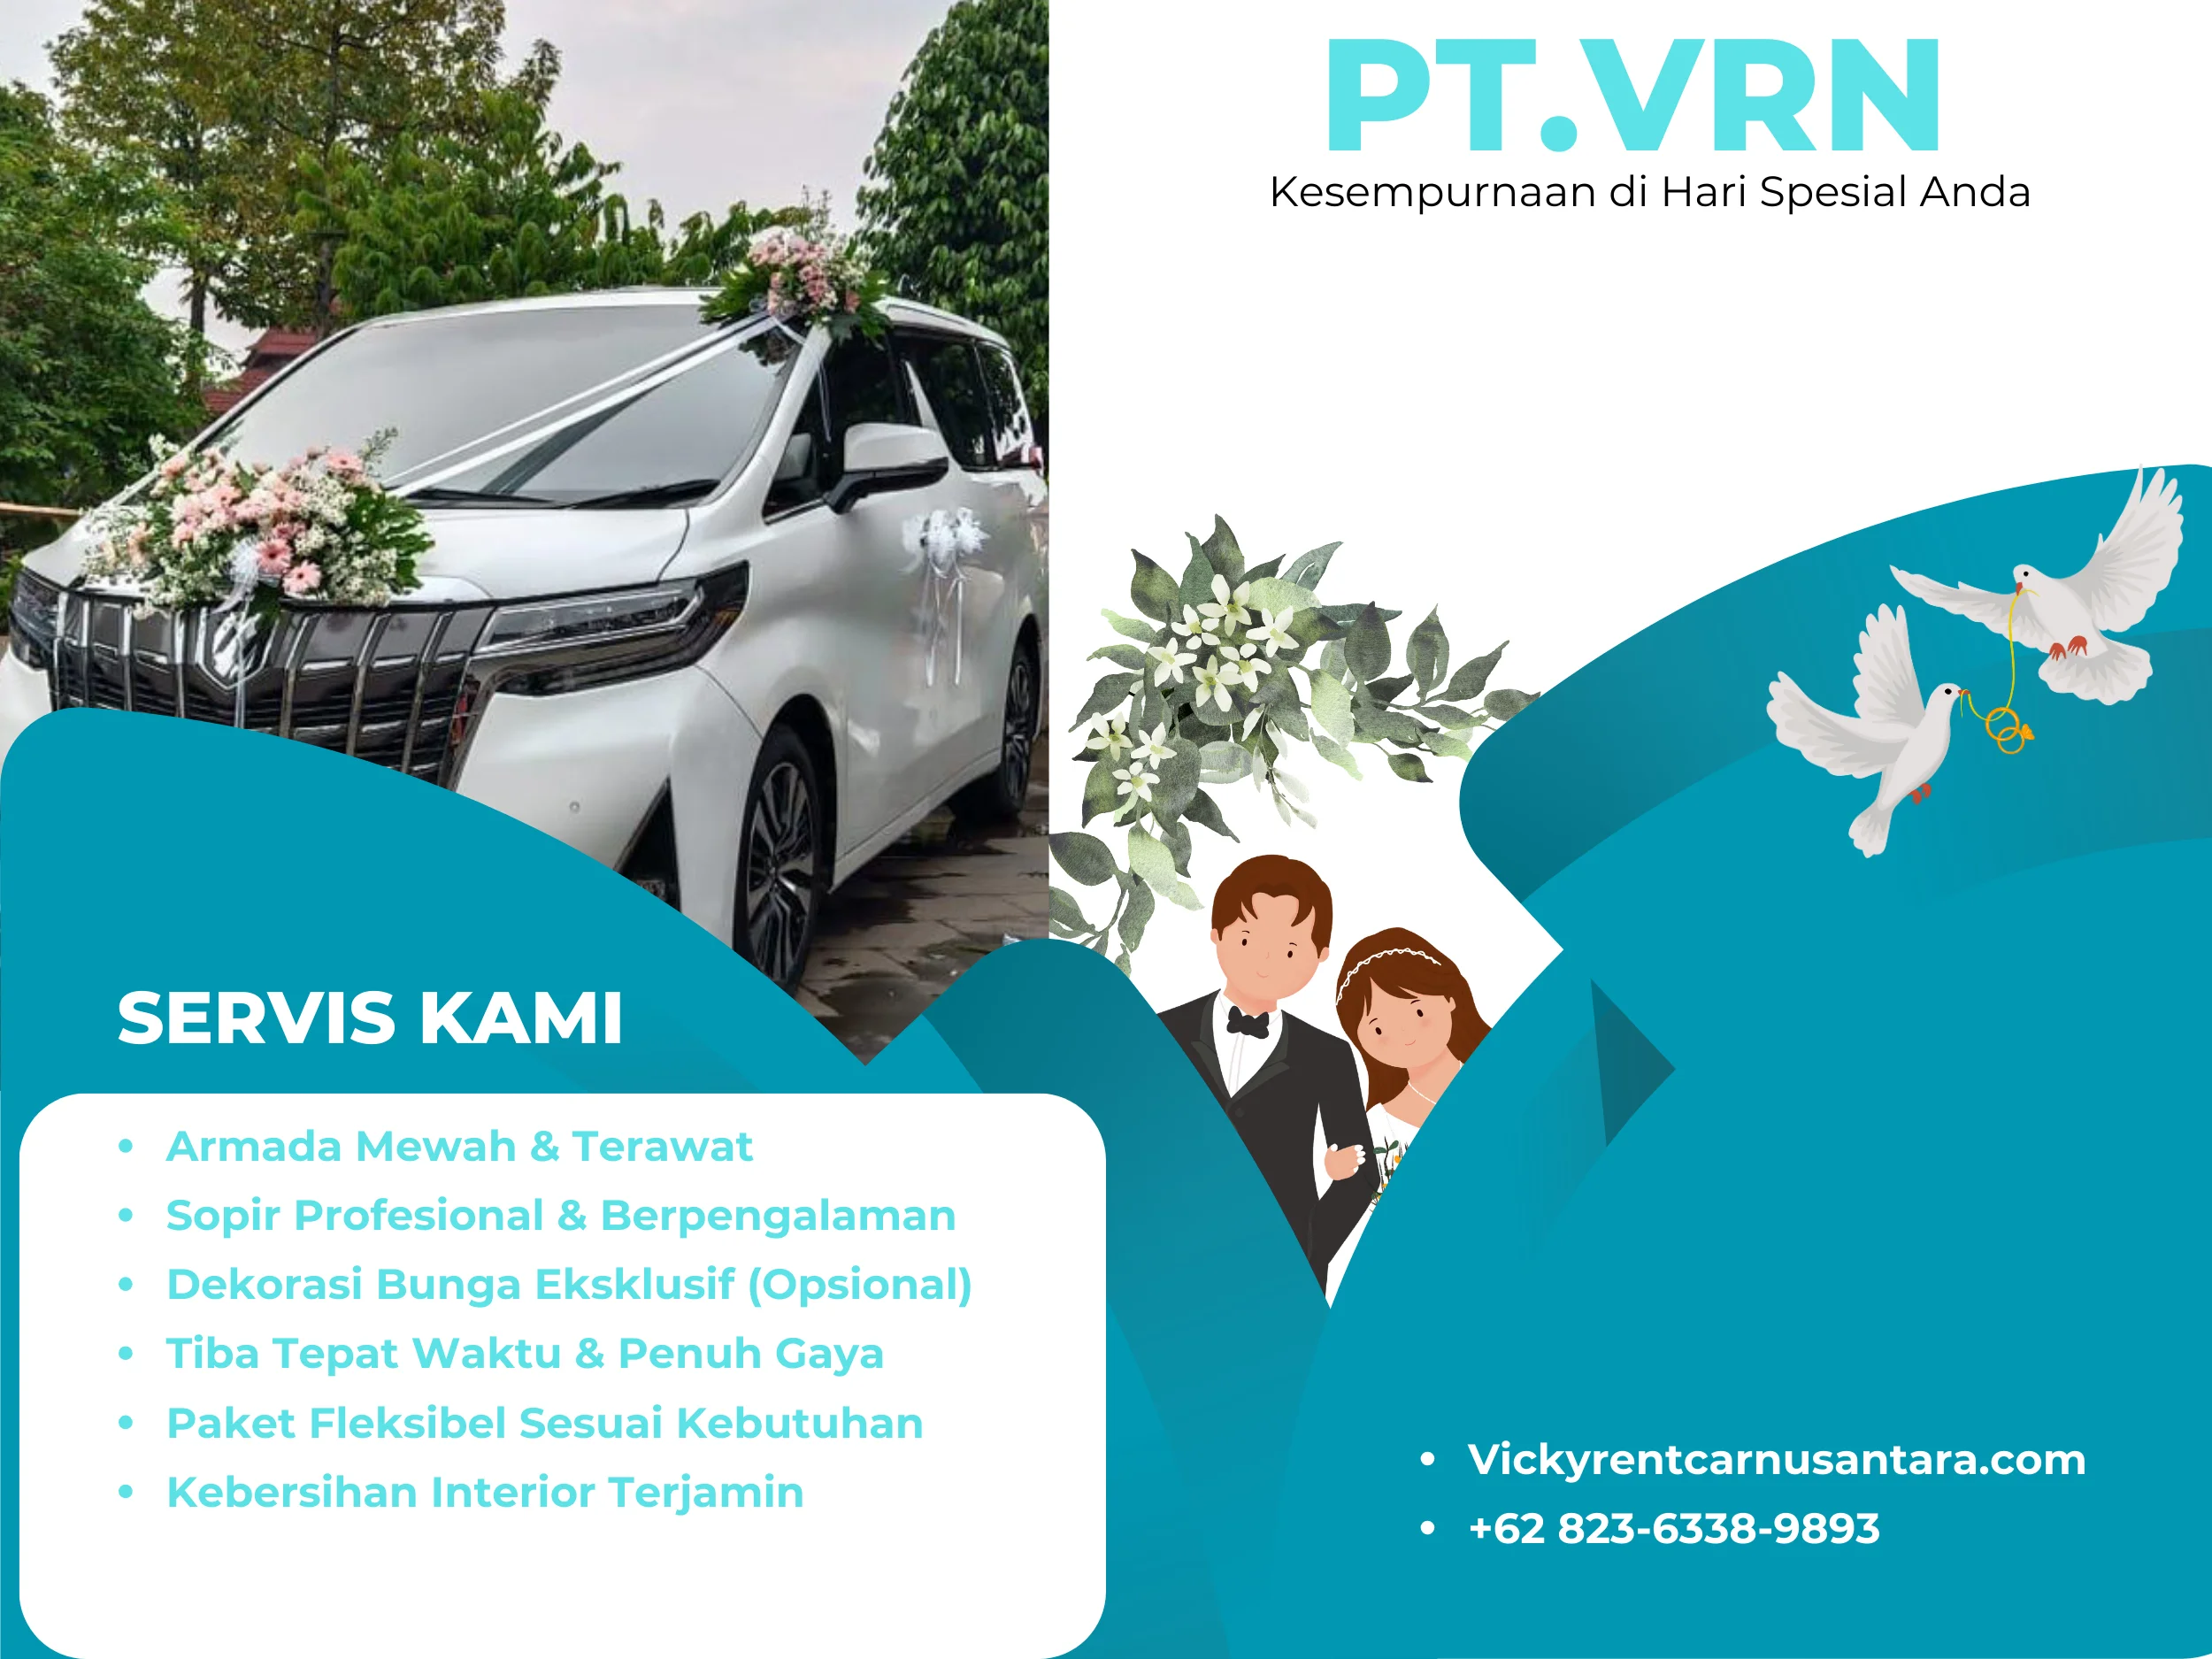 PT.VRN
Kesempurnaan di Hari Spesial Anda
SERVIS KAMI
• Armada Mewah & Terawat
• Sopir Profesional & Berpengalaman
• Dekorasi Bunga Eksklusif (Opsional)
• Tiba Tepat Waktu & Penuh Gaya
• Paket Fleksibel Sesuai Kebutuhan
• Kebersihan Interior Terjamin
• Vickyrentcarnusantara.com
• +62 823-6338-9893